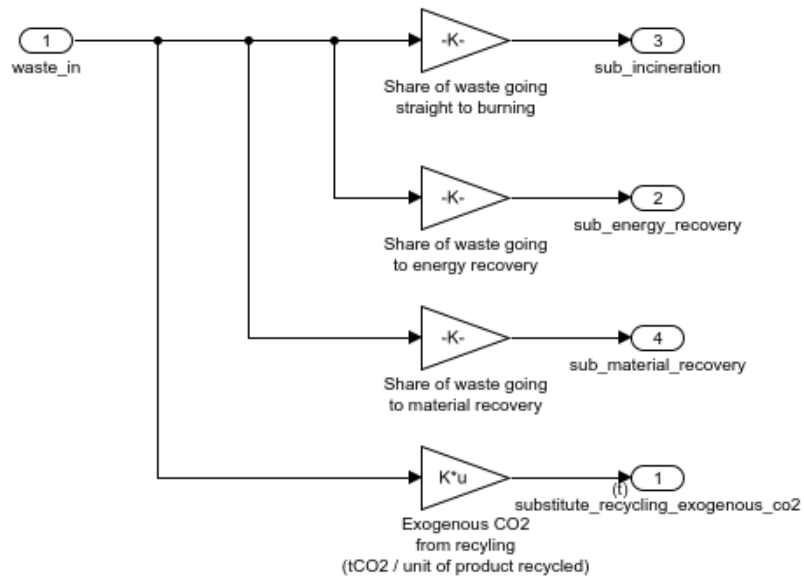 1
waste_in
-K-
Share of waste going
straight to burning
3
sub_incineration
-K-
Share of waste going
to energy recovery
2
sub_energy_recovery
-K-
Share of waste going
to material recovery
4
sub_material_recovery
K*u
Exogenous CO2
from recyling
(tCO2 / unit of product recycled)
1
(t)
substitute_recycling_exogenous_co2